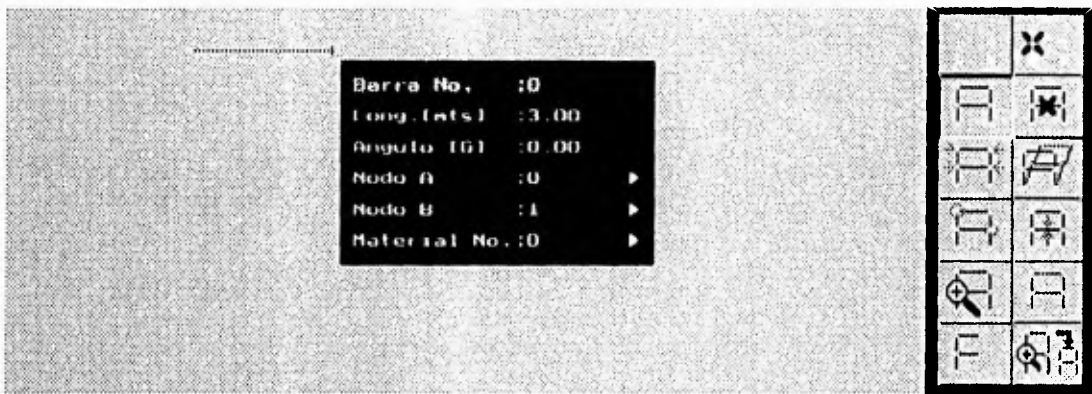 Barra No. :0
Long.[mts] :3.00
Angulo [G] :0.00
Nodo A :0
Nodo B :1
Material No.:0